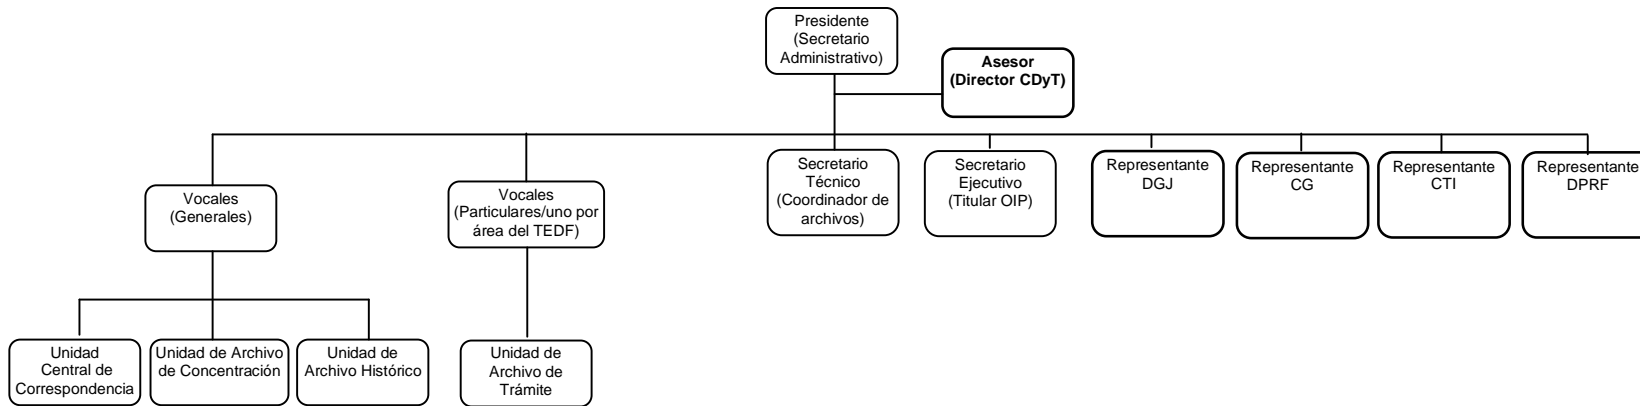 Presidente
(Secretario
Administrativo)
Asesor
(Director CDyT)
Vocales
(Generales)
Vocales
(Particulares/uno por
área del TEDF)
Secretario
Técnico
(Coordinador de
archivos)
Secretario
Ejecutivo
(Titular OIP)
Representante
DGJ
Representante
CG
Representante
CTI
Representante
DPRF
Unidad
Central de
Correspondencia
Unidad de Archivo
de Concentración
Unidad de
Archivo Histórico
Unidad de
Archivo de
Trámite